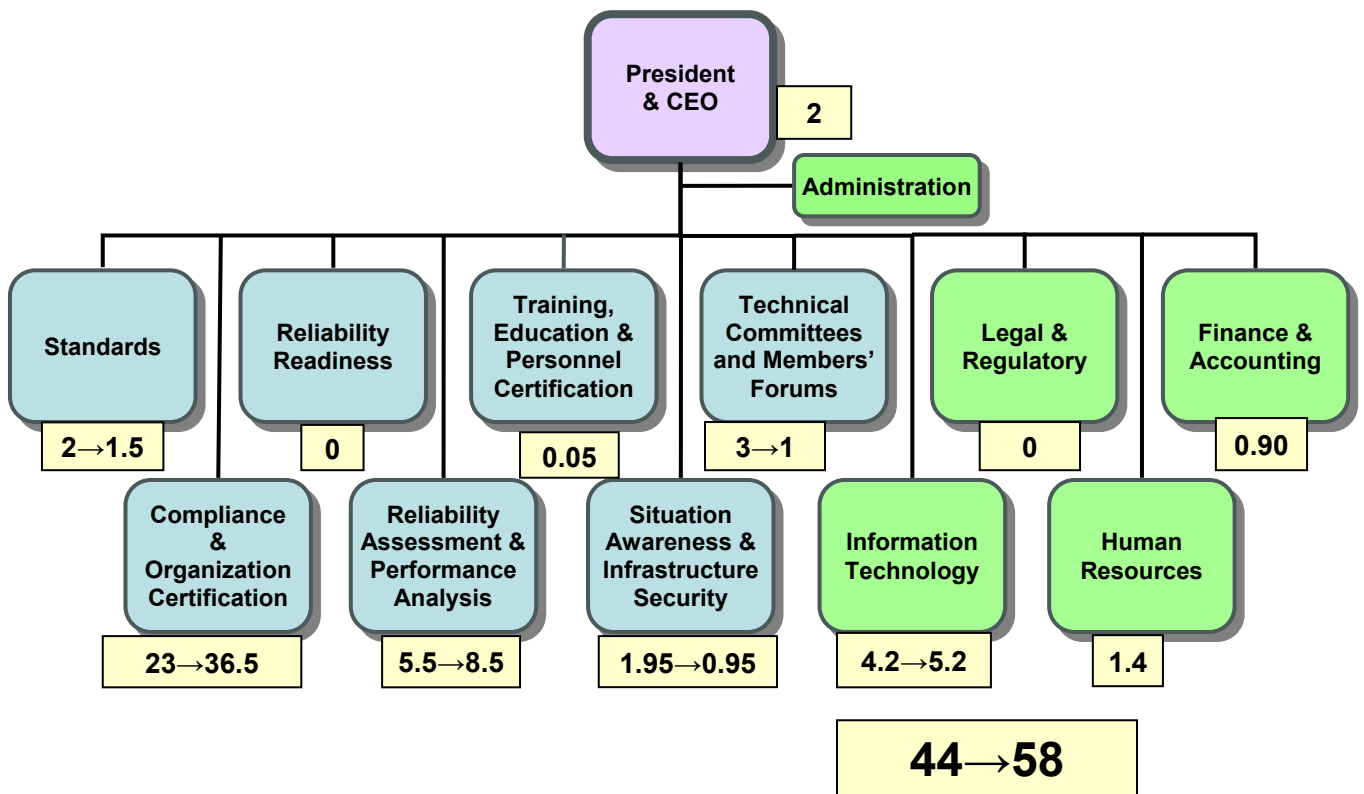 President
& CEO
2
Administration
Standards
2→1.5
Reliability
Readiness
0
Training,
Education &
Personnel
Certification
0.05
Technical
Committees
and Members’
Forums
3→1
Legal &
Regulatory
0
Finance &
Accounting
0.90
Compliance
&
Organization
Certification
23→36.5
Reliability
Assessment &
Performance
Analysis
5.5→8.5
Situation
Awareness &
Infrastructure
Security
1.95→0.95
Information
Technology
4.2→5.2
Human
Resources
1.4
44→58